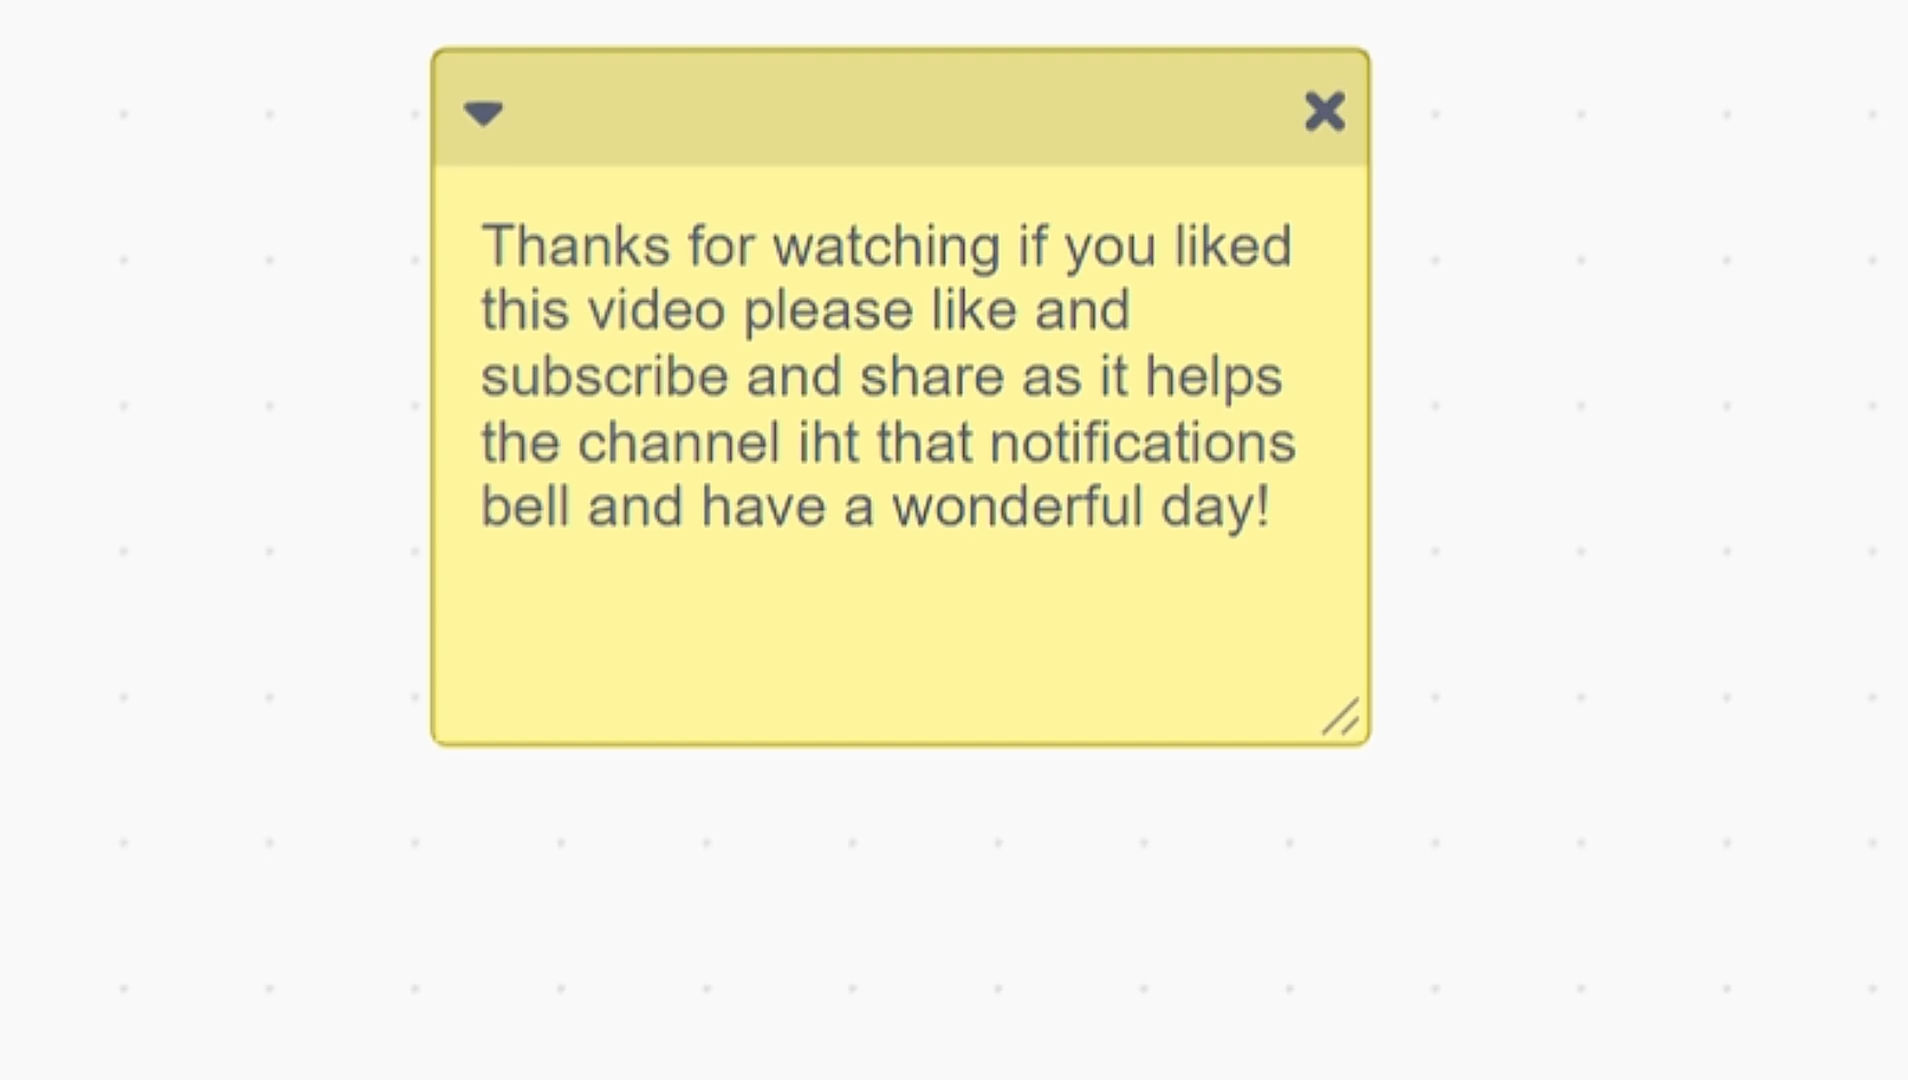 Thanks for watching if you liked
this video please like and
subscribe and share as it helps
the channel iht that notifications
bell and have a wonderful day!